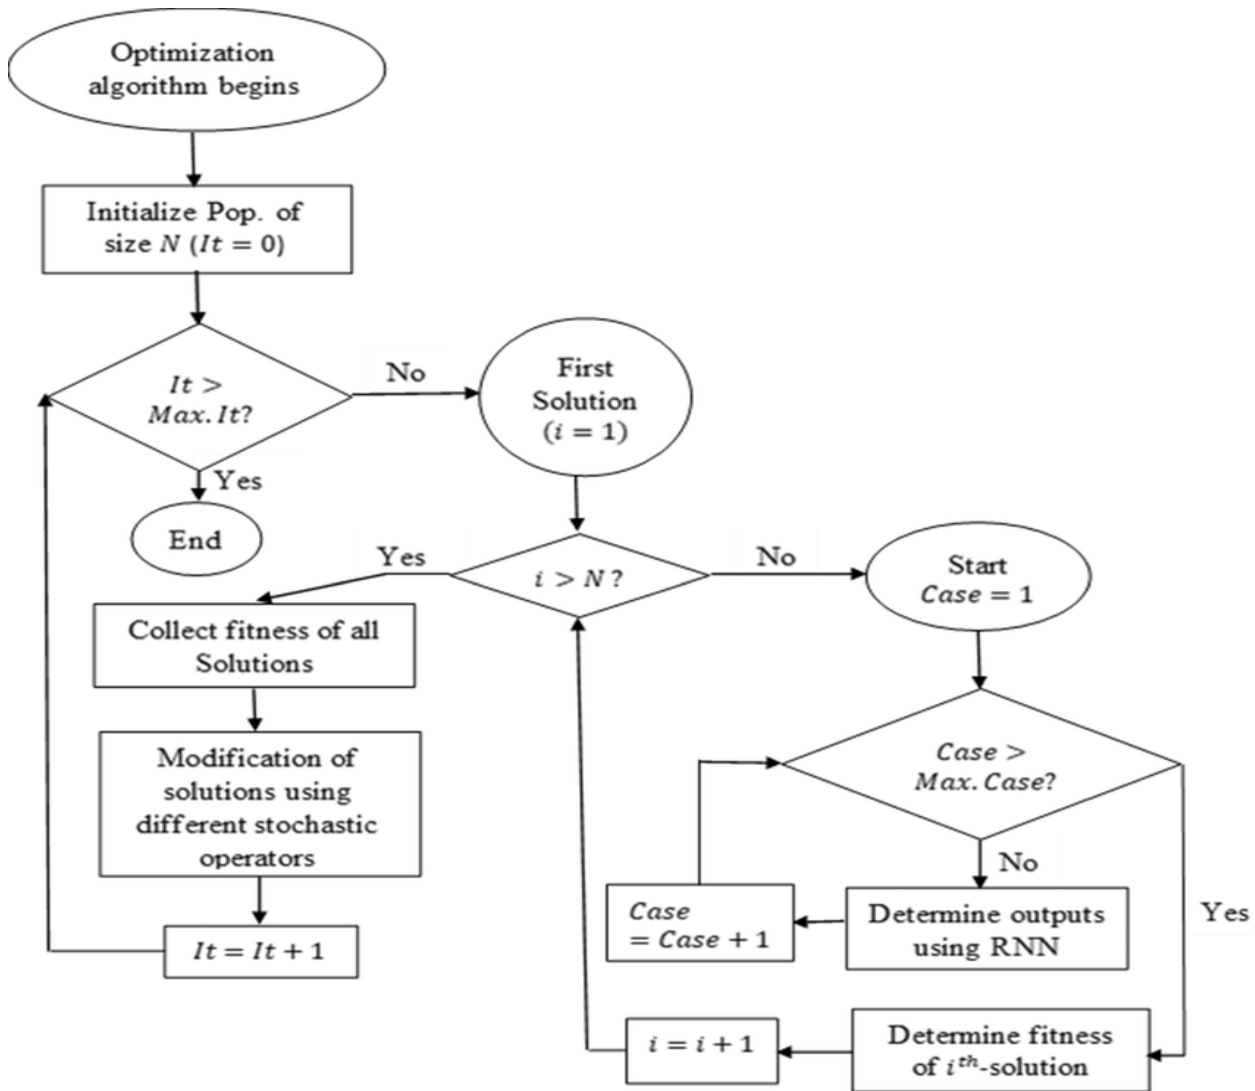 Optimization
algorithm begins
Initialize Pop. of
size N (It = 0)
It >
Max. It?
No
Yes
End
First
Solution
(i = 1)
i > N ?
Yes
No
Collect fitness of all
Solutions
Modification of
solutions using
different stochastic
operators
It = It + 1
Start
Case = 1
Case >
Max. Case?
No
Yes
Determine outputs
using RNN
Case
= Case + 1
Determine fitness
of iᵗʰ-solution
i = i + 1